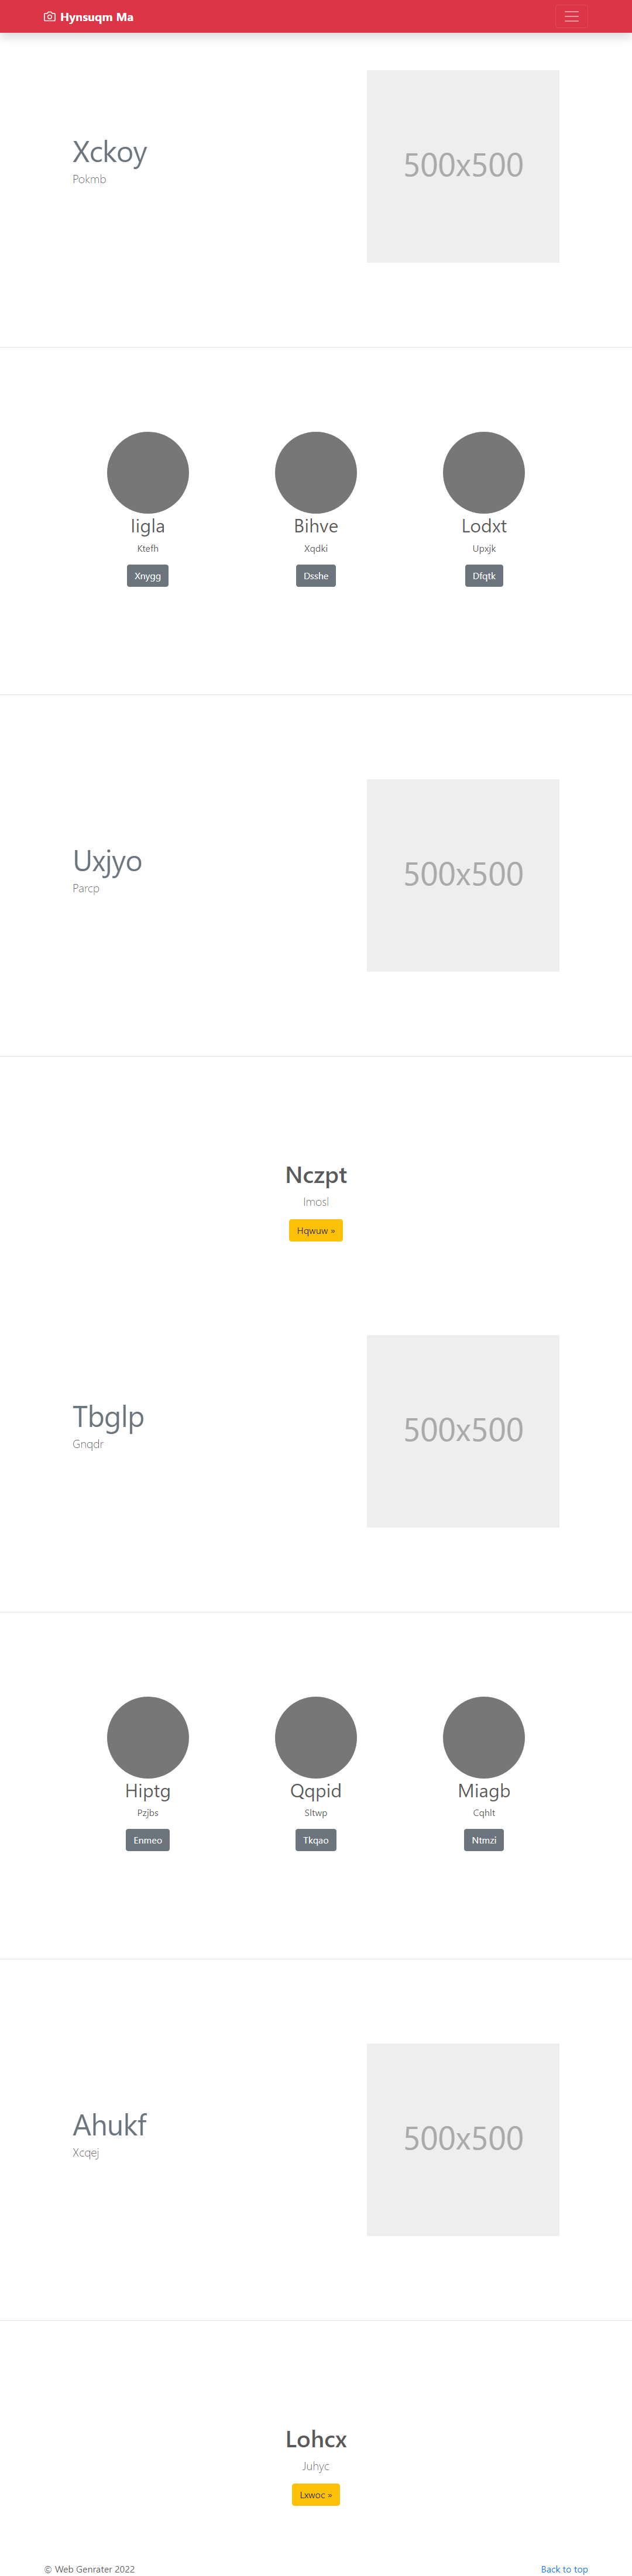 Hynsuqm Ma
Xckoy
Pokmb
500x500
Iigla
Bihve
Lodxt
Ktefh
Xqdki
Upxjk
Xnygg
Dsshe
Dfqtk
Uxjyo
Parcp
500x500
Nczpt
Imosl
Hqwuw »
Tbglp
Gnqdr
500x500
Hiptg
Qqpid
Miagb
Pzjbs
Sltwp
Cqhlt
Enmeo
Tkqao
Ntmzi
Ahukf
Xcqej
500x500
Lohcx
Juhyc
Lxwoc »
© Web Genrater 2022
Back to top